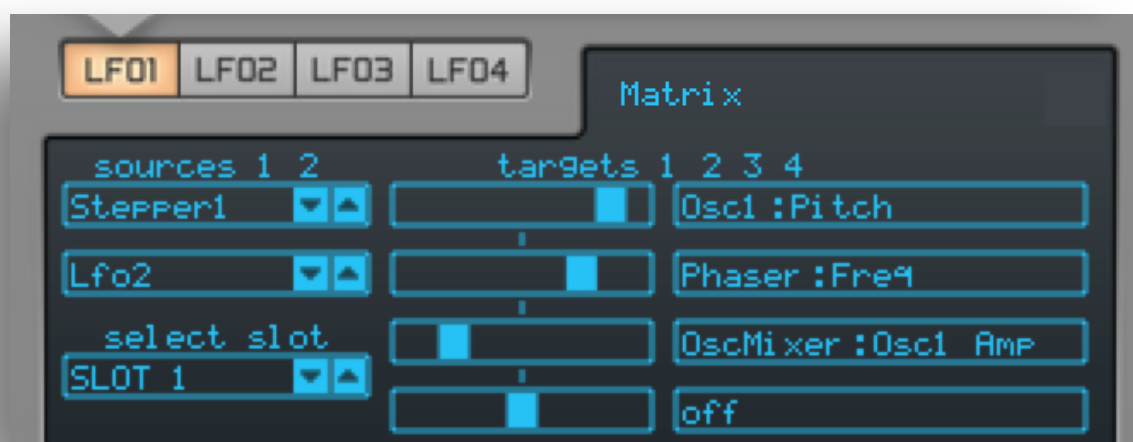 LFO1 LFO2 LFO3 LFO4
Matrix
sources 1 2 targets 1 2 3 4
Stepper1 Osc1:Pitch
Lfo2 Phaser:Freq
select slot OscMixer:Osc1 Amp
SLOT 1
off